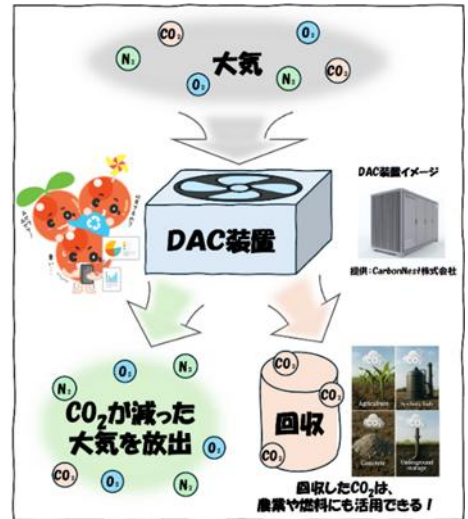 CO₂
O₂
N₂
大気
O₂
N₂
CO₂
DAC装置イメージ
DAC装置
提供：CarbonNest株式会社
N₂
O₂
N₂
CO₂が減った
大気を放出
O₂
CO₂
O₂
N₂
CO₂
CO₂
回収
CO₂
CO₂
CO₂
Agriculture
Synthetic fuels
CO₂
CO₂
Concrete
Underground
storage
回収したCO₂は、
農業や燃料にも活用できる！